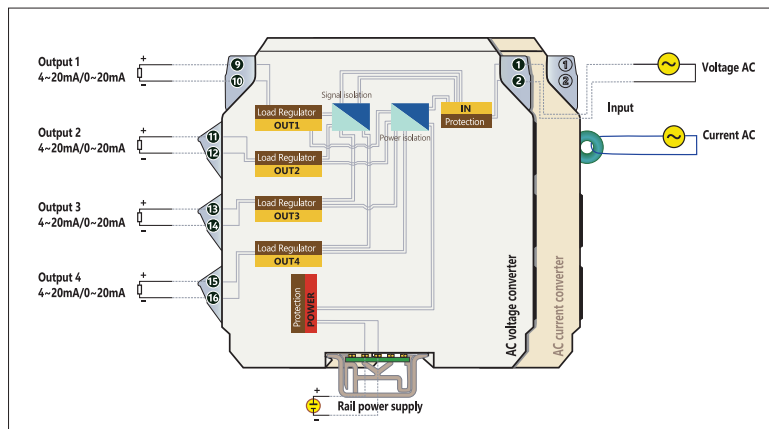 Output 1
4~20mA/0~20mA
+
−
9
10
Output 2
4~20mA/0~20mA
+
−
11
12
Output 3
4~20mA/0~20mA
+
−
13
14
Output 4
4~20mA/0~20mA
+
−
15
16
Signal isolation
Power isolation
Load Regulator
OUT1
Load Regulator
OUT2
Load Regulator
OUT3
Load Regulator
OUT4
IN
Protection
Protection
POWER
1
2
1
2
Voltage AC
Input
Current AC
AC voltage converter
AC current converter
+
−
Rail power supply